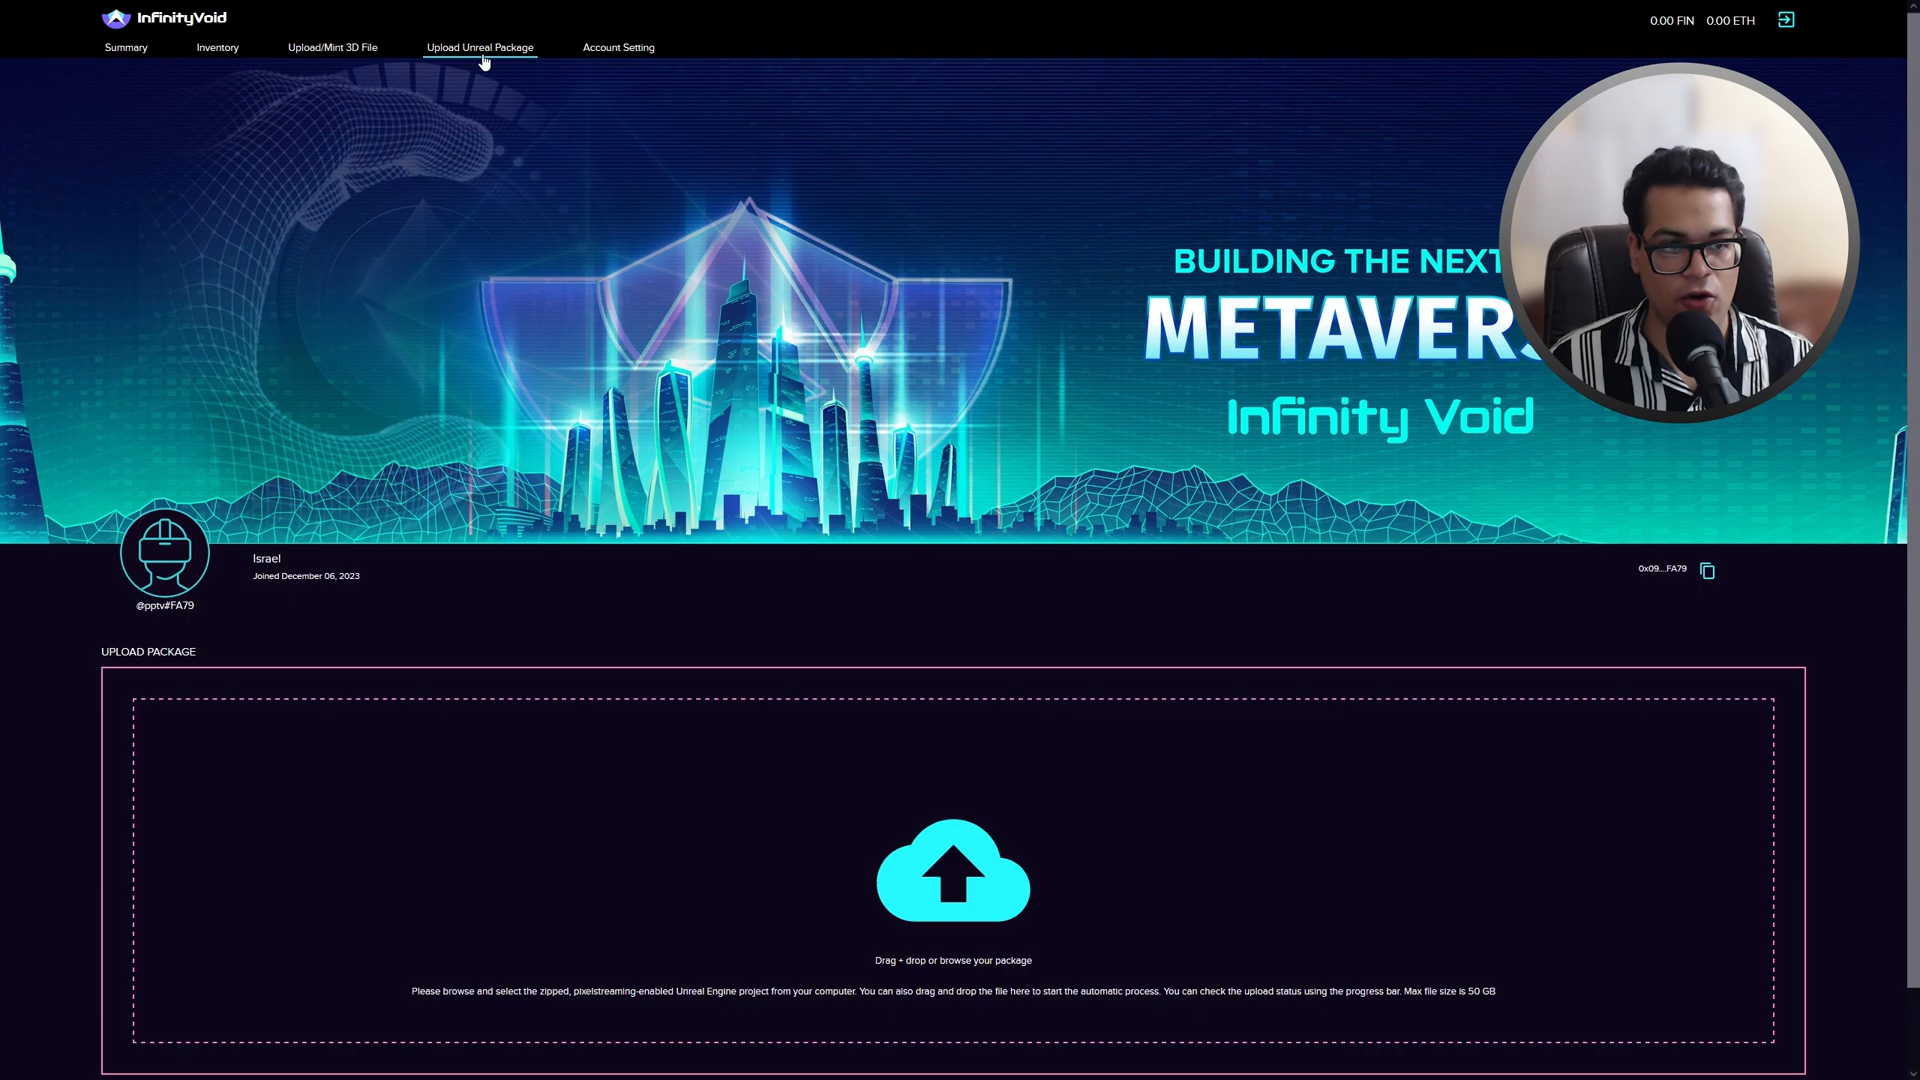 InfinityVoid
0.00 FIN 0.00 ETH
Summary Inventory Upload/Mint 3D File Upload Unreal Package Account Setting
BUILDING THE NEXT
METAVERS
Infinity Void
Israel
Joined December 06, 2023
0x09...FA79
@pptv#FA79
UPLOAD PACKAGE
Drag + drop or browse your package
Please browse and select the zipped, pixelstreaming-enabled Unreal Engine project from your computer. You can also drag and drop the file here to start the automatic process. You can check the upload status using the progress bar. Max file size is 50 GB